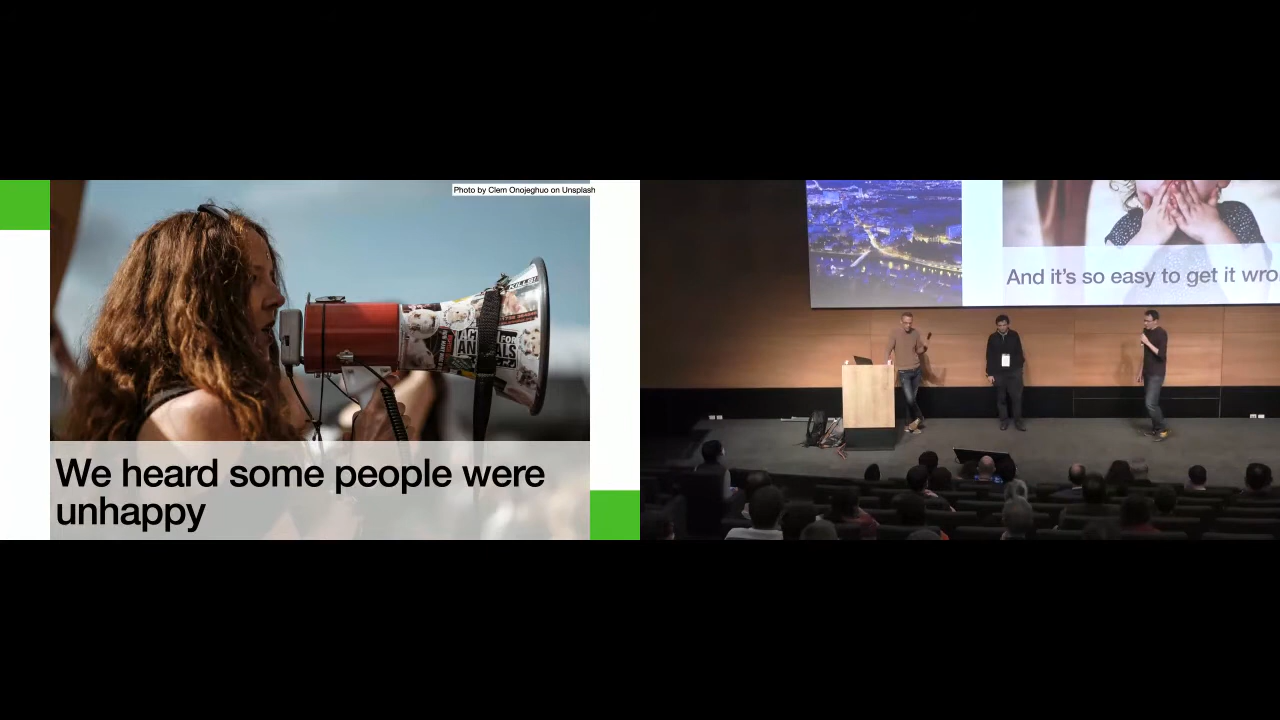 Photo by Clem Onojeghuo on Unsplash
We heard some people were
unhappy
And it's so easy to get it wro